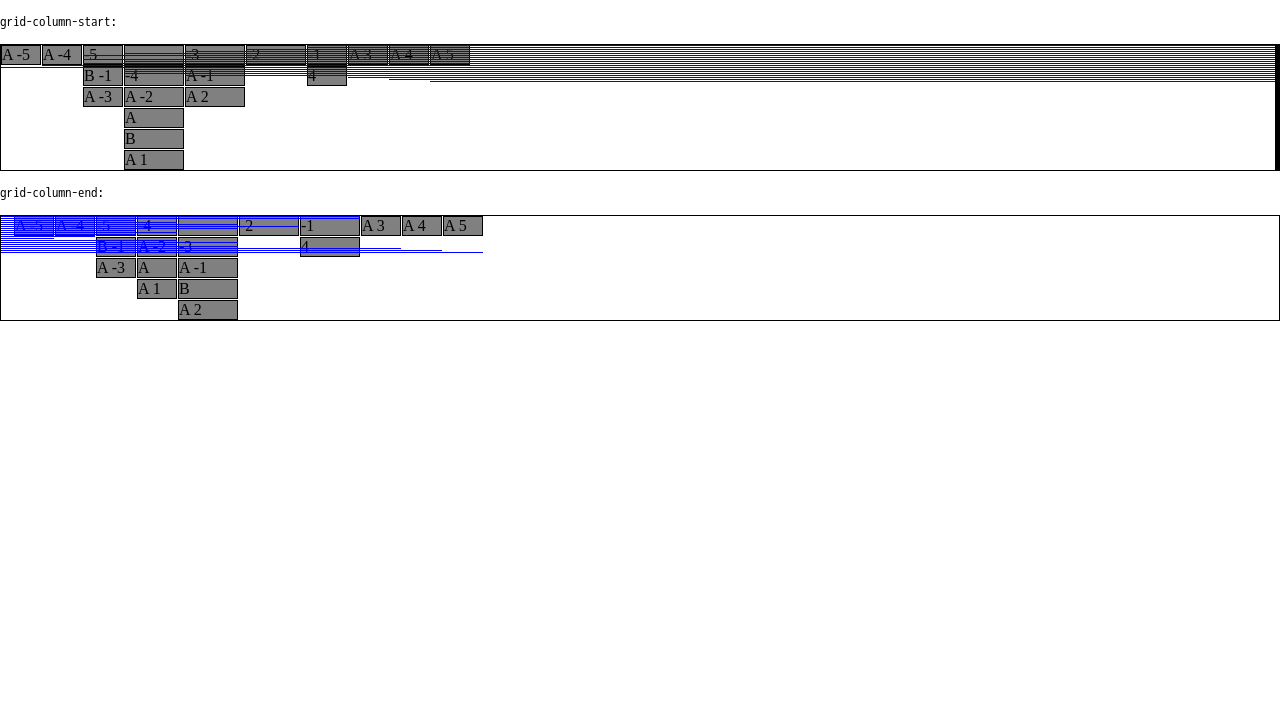 grid-column-start:
A -5 A -4 -5 -3 -2 -1 A 3 A 4 A 5
B -1 -4 A -1 4
A -3 A -2 A 2
A
B
A 1
grid-column-end:
A -5 A -4 -5 -4 -2 -1 A 3 A 4 A 5
B -1 A -2 -3 4
A -3 A A -1
A 1 B
A 2